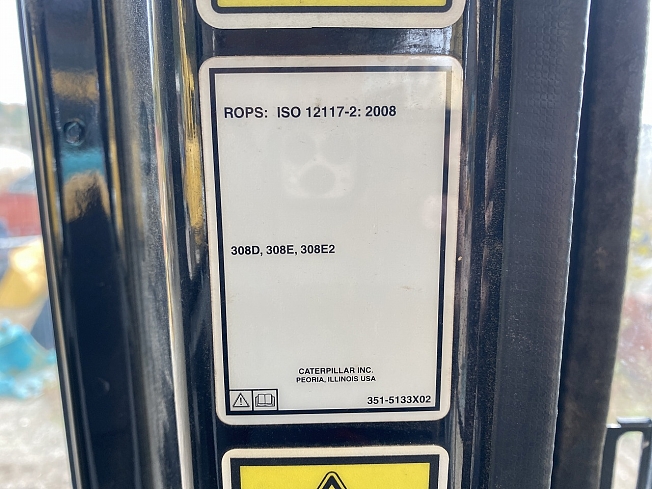 ROPS: ISO 12117-2: 2008
308D, 308E, 308E2
CATERPILLAR INC.
PEORIA, ILLINOIS USA
351-5133X02